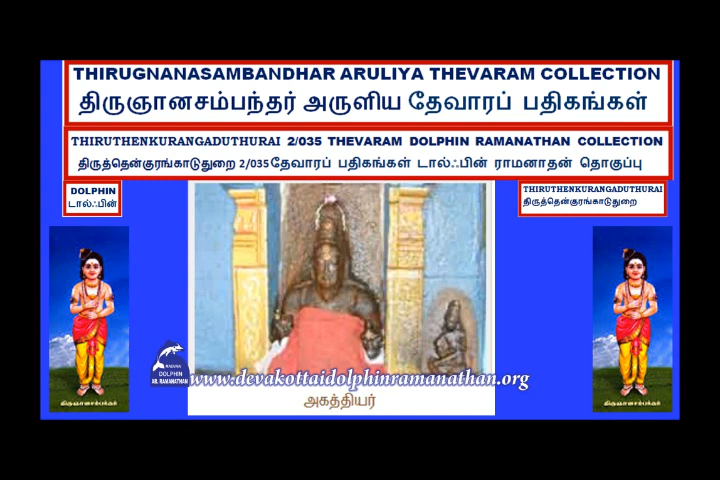 THIRUGNANASAMBANDHAR ARULIYA THEVARAM COLLECTION
திருஞானசம்பந்தர் அருளிய தேவாரப் பதிகங்கள்
THIRUTHENKURANGADUTHURAI 2/035 THEVARAM DOLPHIN RAMANATHAN COLLECTION
திருத்தென்குரங்காடுதுறை 2/035தேவாரப் பதிகங்கள் டால்ஃபின் ராமனாதன் தொகுப்பு
DOLPHIN
டால்ஃபின்
THIRUTHENKURANGADUTHURAI
திருத்தென்குரங்காடுதுறை
DOLPHIN
AR. RAMANATHAN
www.devakottaidolphinramanathan.org
திருஞானசம்பந்தர்
அகத்தியர்
திருஞானசம்பந்தர்